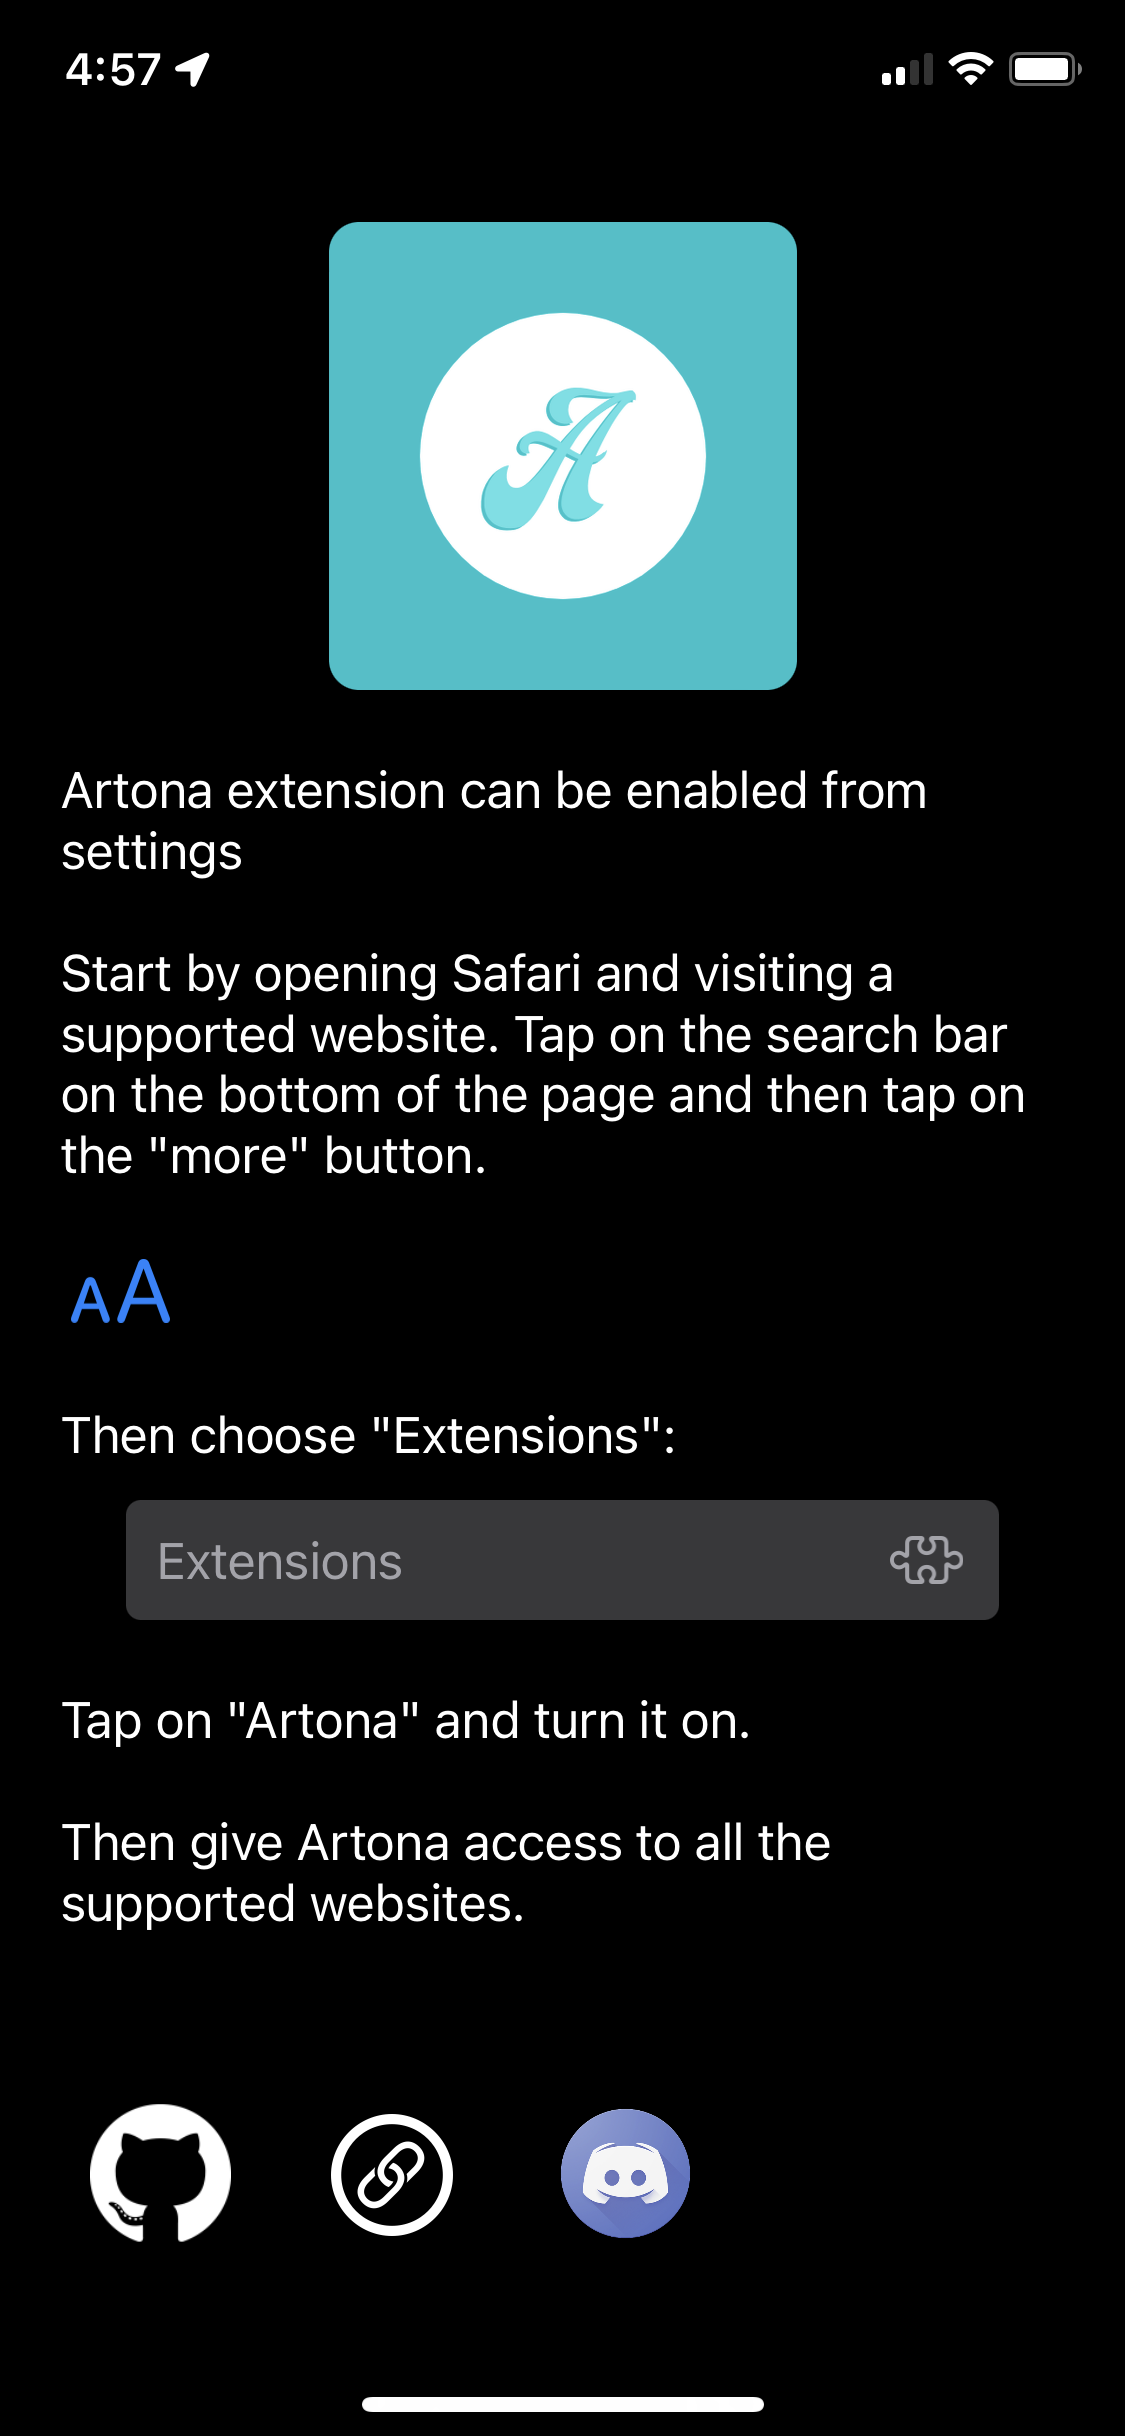 4:57
A
Artona extension can be enabled from
settings
Start by opening Safari and visiting a
supported website. Tap on the search bar
on the bottom of the page and then tap on
the "more" button.
AA
Then choose "Extensions":
Extensions
Tap on "Artona" and turn it on.
Then give Artona access to all the
supported websites.